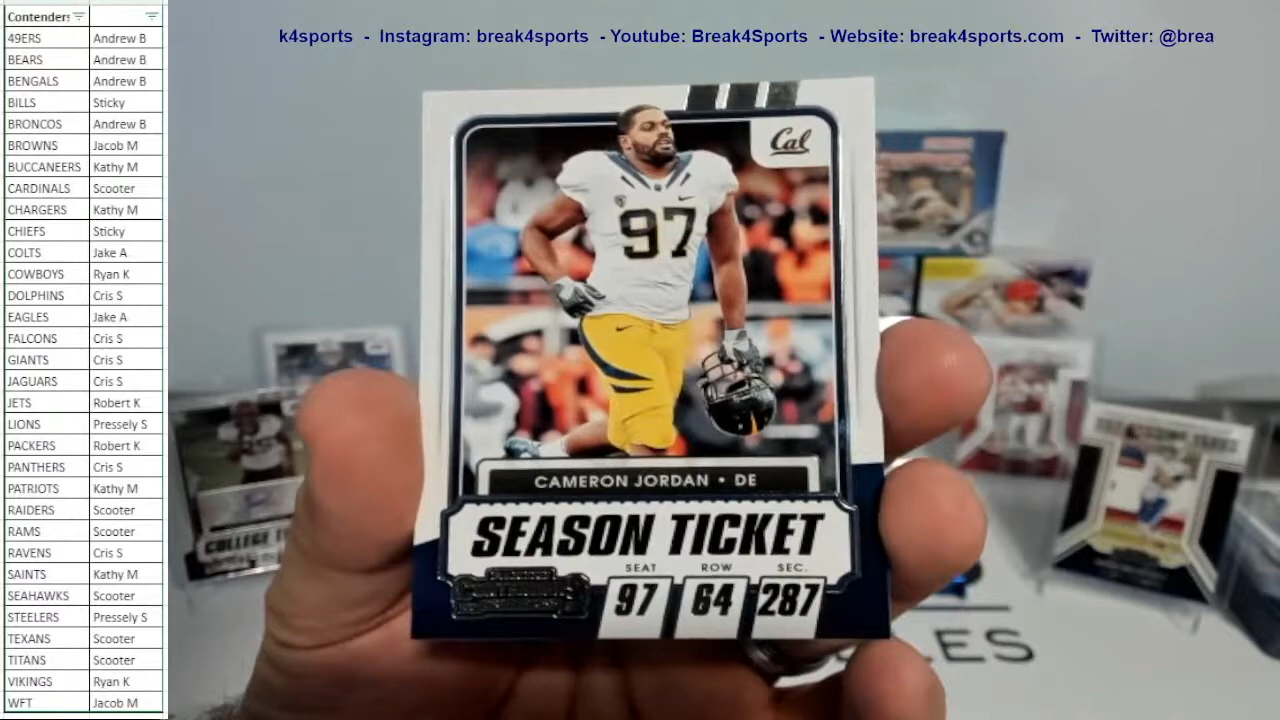 Contenders
49ERS Andrew B
BEARS Andrew B
BENGALS Andrew B
BILLS Sticky
BRONCOS Andrew B
BROWNS Jacob M
BUCCANEERS Kathy M
CARDINALS Scooter
CHARGERS Kathy M
CHIEFS Sticky
COLTS Jake A
COWBOYS Ryan K
DOLPHINS Cris S
EAGLES Jake A
FALCONS Cris S
GIANTS Cris S
JAGUARS Cris S
JETS Robert K
LIONS Pressely S
PACKERS Robert K
PANTHERS Cris S
PATRIOTS Kathy M
RAIDERS Scooter
RAMS Scooter
RAVENS Cris S
SAINTS Kathy M
SEAHAWKS Scooter
STEELERS Pressely S
TEXANS Scooter
TITANS Scooter
VIKINGS Ryan K
WFT Jacob M
k4sports - Instagram: break4sports - Youtube: Break4Sports - Website: break4sports.com - Twitter: @brea
Cal
97
CAMERON JORDAN • DE
SEASON TICKET
SEAT ROW SEC.
97 64 287
COLLEGE
LES